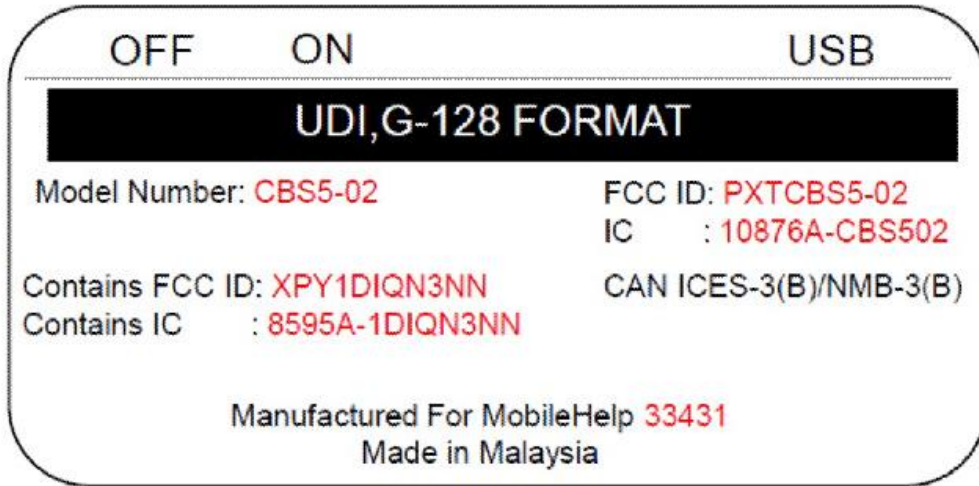 OFF ON USB
UDI,G-128 FORMAT
Model Number: CBS5-02 FCC ID: PXTCBS5-02
IC : 10876A-CBS502
Contains FCC ID: XPY1DIQN3NN CAN ICES-3(B)/NMB-3(B)
Contains IC : 8595A-1DIQN3NN
Manufactured For MobileHelp 33431
Made in Malaysia